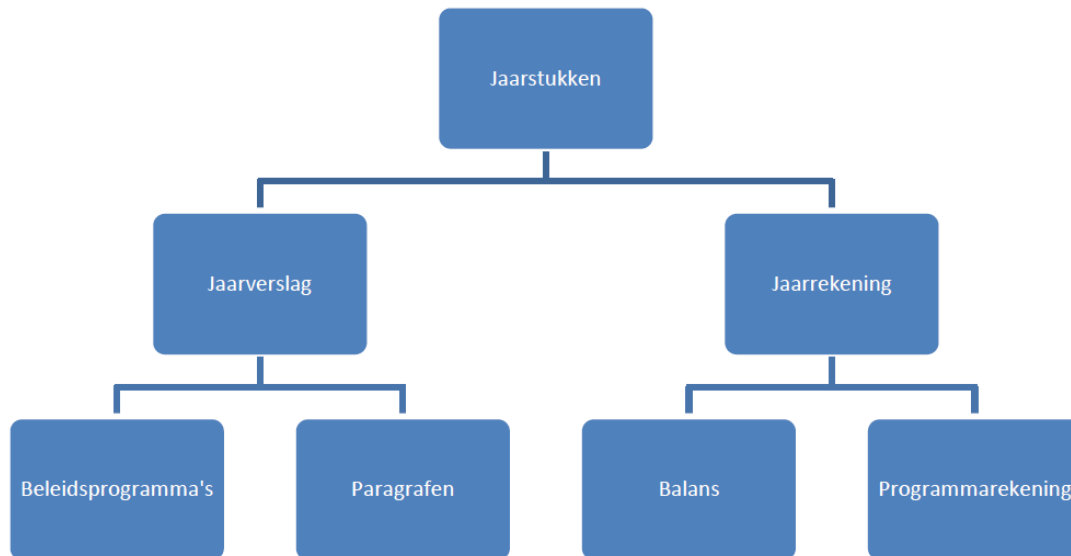 Jaarstukken
Jaarverslag
Jaarrekening
Beleidsprogramma's
Paragrafen
Balans
Programmarekening